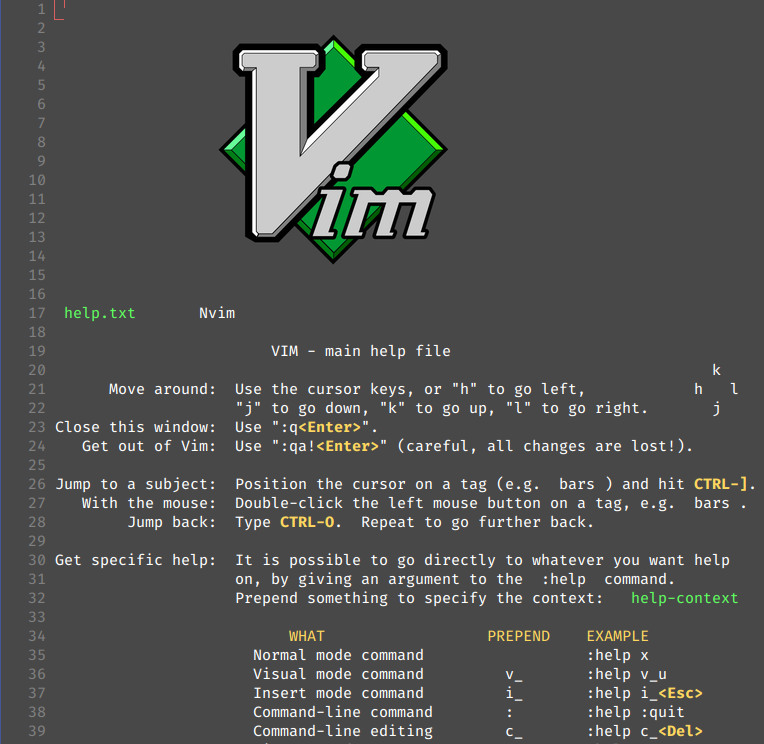 1
2
3
4
5
6
7
8
9
10
11
12
13
14
Vim
15
16
17 help.txt Nvim
18
19 VIM - main help file
20 k
21 Move around: Use the cursor keys, or "h" to go left, h l
22 "j" to go down, "k" to go up, "l" to go right. j
23 Close this window: Use ":q<Enter>".
24 Get out of Vim: Use ":qa!<Enter>" (careful, all changes are lost!).
25
26 Jump to a subject: Position the cursor on a tag (e.g. bars ) and hit CTRL-].
27 With the mouse: Double-click the left mouse button on a tag, e.g. bars .
28 Jump back: Type CTRL-O. Repeat to go further back.
29
30 Get specific help: It is possible to go directly to whatever you want help
31 on, by giving an argument to the :help command.
32 Prepend something to specify the context: help-context
33
34 WHAT PREPEND EXAMPLE
35 Normal mode command :help x
36 Visual mode command v_ :help v_u
37 Insert mode command i_ :help i_<Esc>
38 Command-line command : :help :quit
39 Command-line editing c_ :help c_<Del>